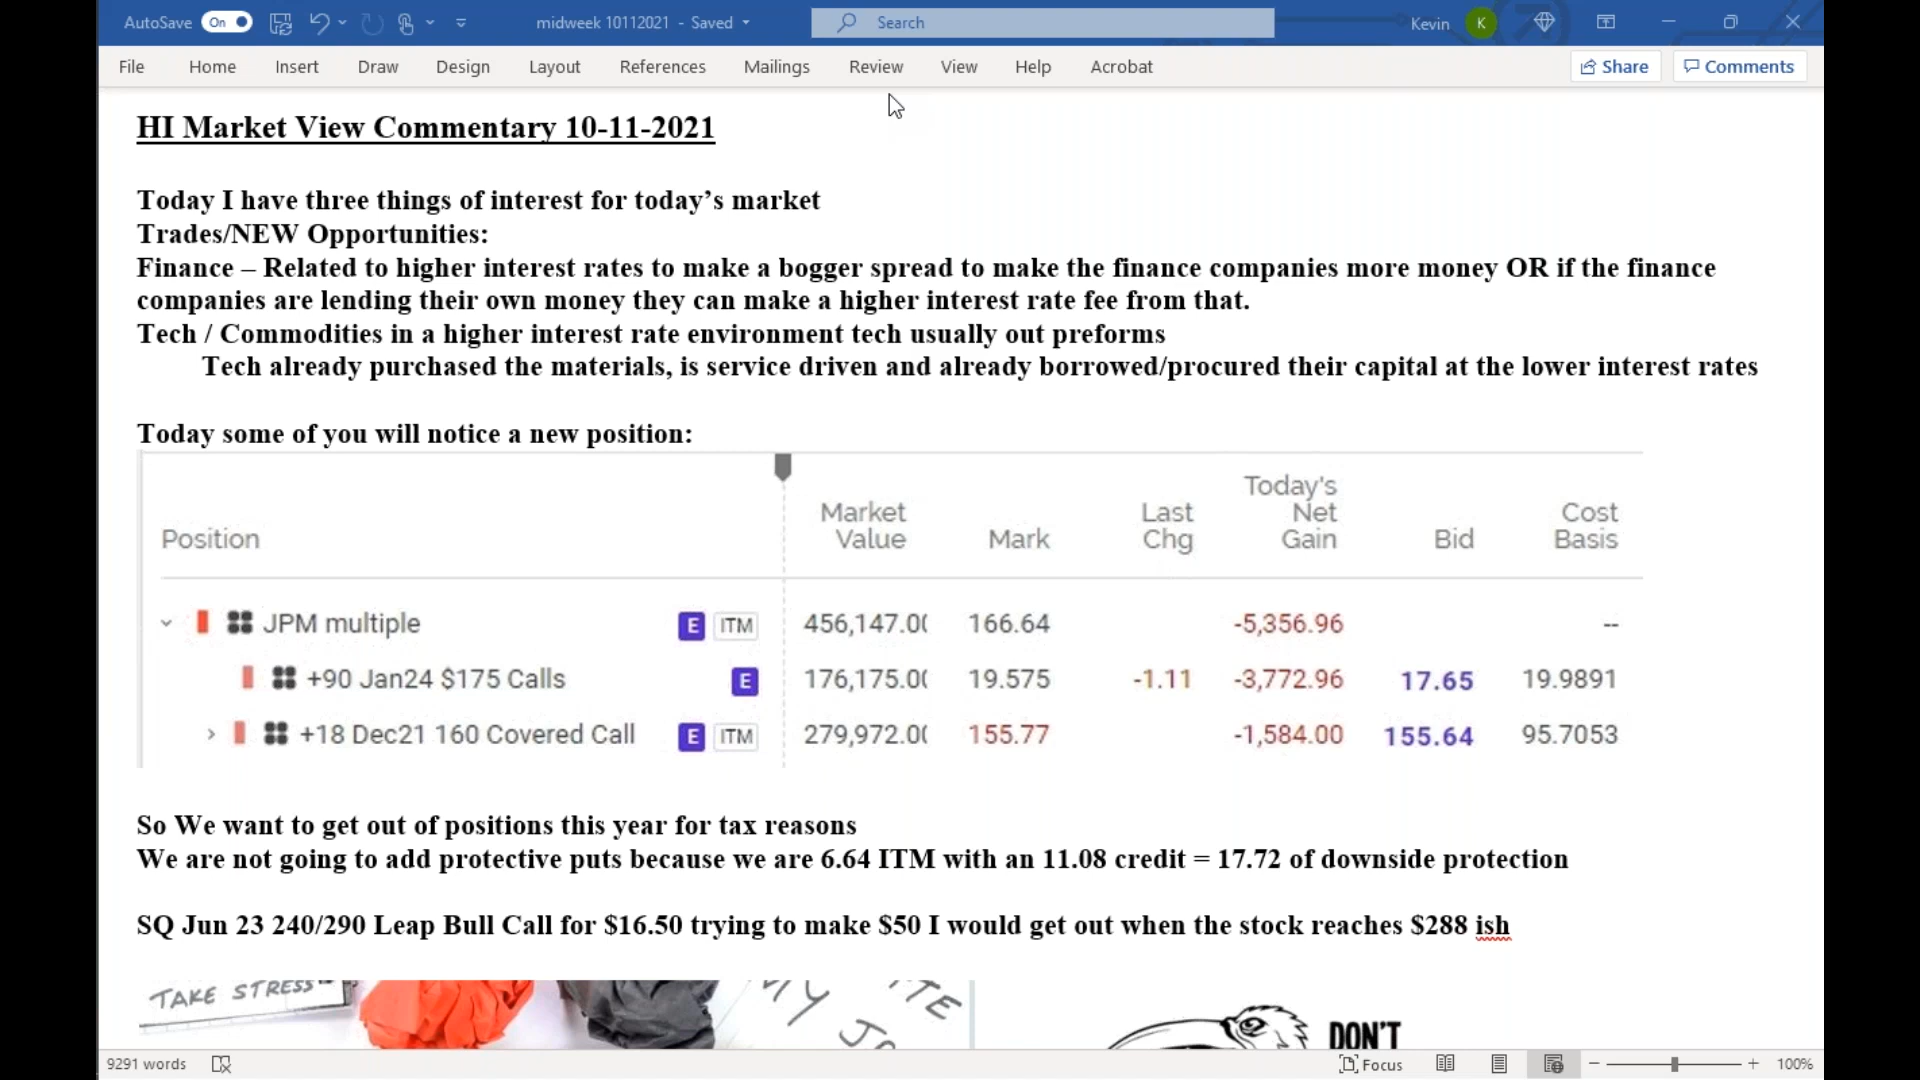 AutoSave On midweek 10112021 - Saved Search Kevin K
File Home Insert Draw Design Layout References Mailings Review View Help Acrobat Share Comments
HI Market View Commentary 10-11-2021
Today I have three things of interest for today’s market
Trades/NEW Opportunities:
Finance – Related to higher interest rates to make a bogger spread to make the finance companies more money OR if the finance
companies are lending their own money they can make a higher interest rate fee from that.
Tech / Commodities in a higher interest rate environment tech usually out preforms
Tech already purchased the materials, is service driven and already borrowed/procured their capital at the lower interest rates
Today some of you will notice a new position:
Position Market Value Mark Last Chg Today's Net Gain Bid Cost Basis
JPM multiple E ITM 456,147.00 166.64 -5,356.96 --
+90 Jan24 $175 Calls E 176,175.00 19.575 -1.11 -3,772.96 17.65 19.9891
+18 Dec21 160 Covered Call E ITM 279,972.00 155.77 -1,584.00 155.64 95.7053
So We want to get out of positions this year for tax reasons
We are not going to add protective puts because we are 6.64 ITM with an 11.08 credit = 17.72 of downside protection
SQ Jun 23 240/290 Leap Bull Call for $16.50 trying to make $50 I would get out when the stock reaches $288 ish
TAKE STRESS
DON'T
9291 words Focus 100%